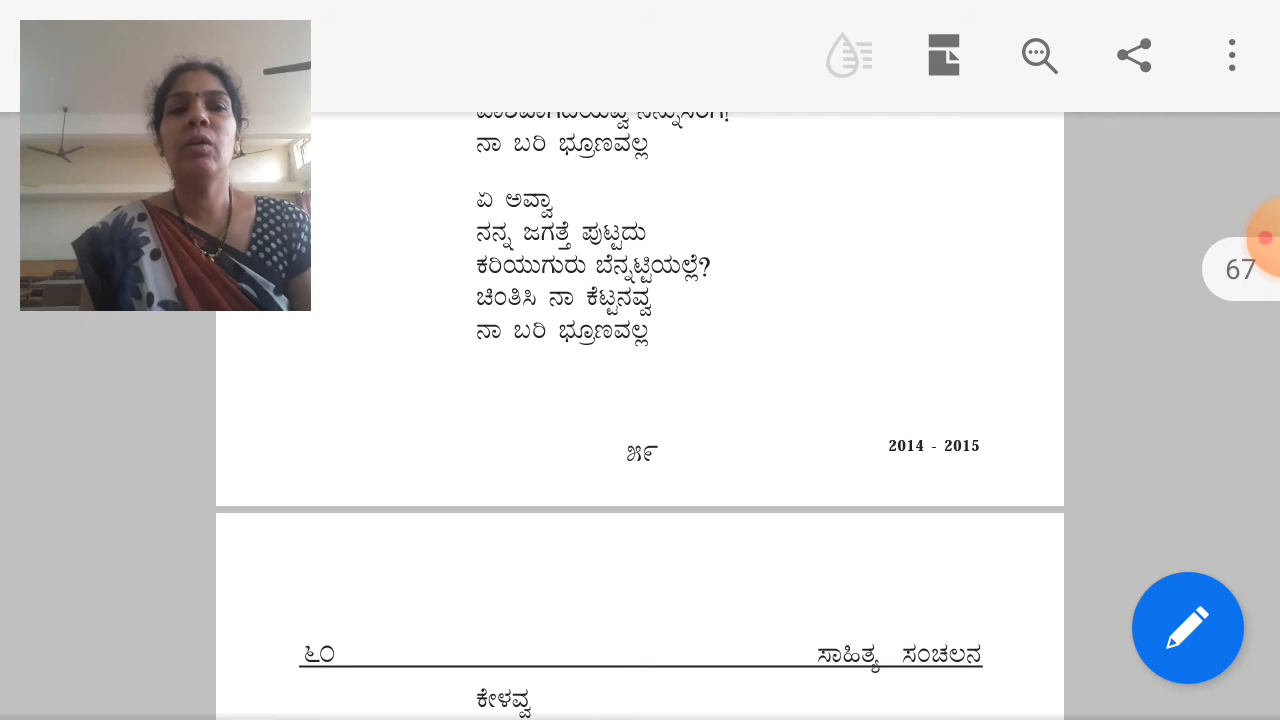 ನಾ ಬರಿ ಭ್ರೂಣವಲ್ಲ
ಏ ಅವ್ವಾ
ನನ್ನ ಜಗತ್ತೆ ಪುಟ್ಟದು
ಕರಿಯುಗುರು ಬೆನ್ನಟ್ಟಿಯಲ್ಲೆ?
ಚಿಂತಿಸಿ ನಾ ಕೆಟ್ಟನವ್ವ
ನಾ ಬರಿ ಭ್ರೂಣವಲ್ಲ
67
೫೯
2014 - 2015
೬೦ ಸಾಹಿತ್ಯ ಸಂಚಲನ
ಕೇಳವ್ವ